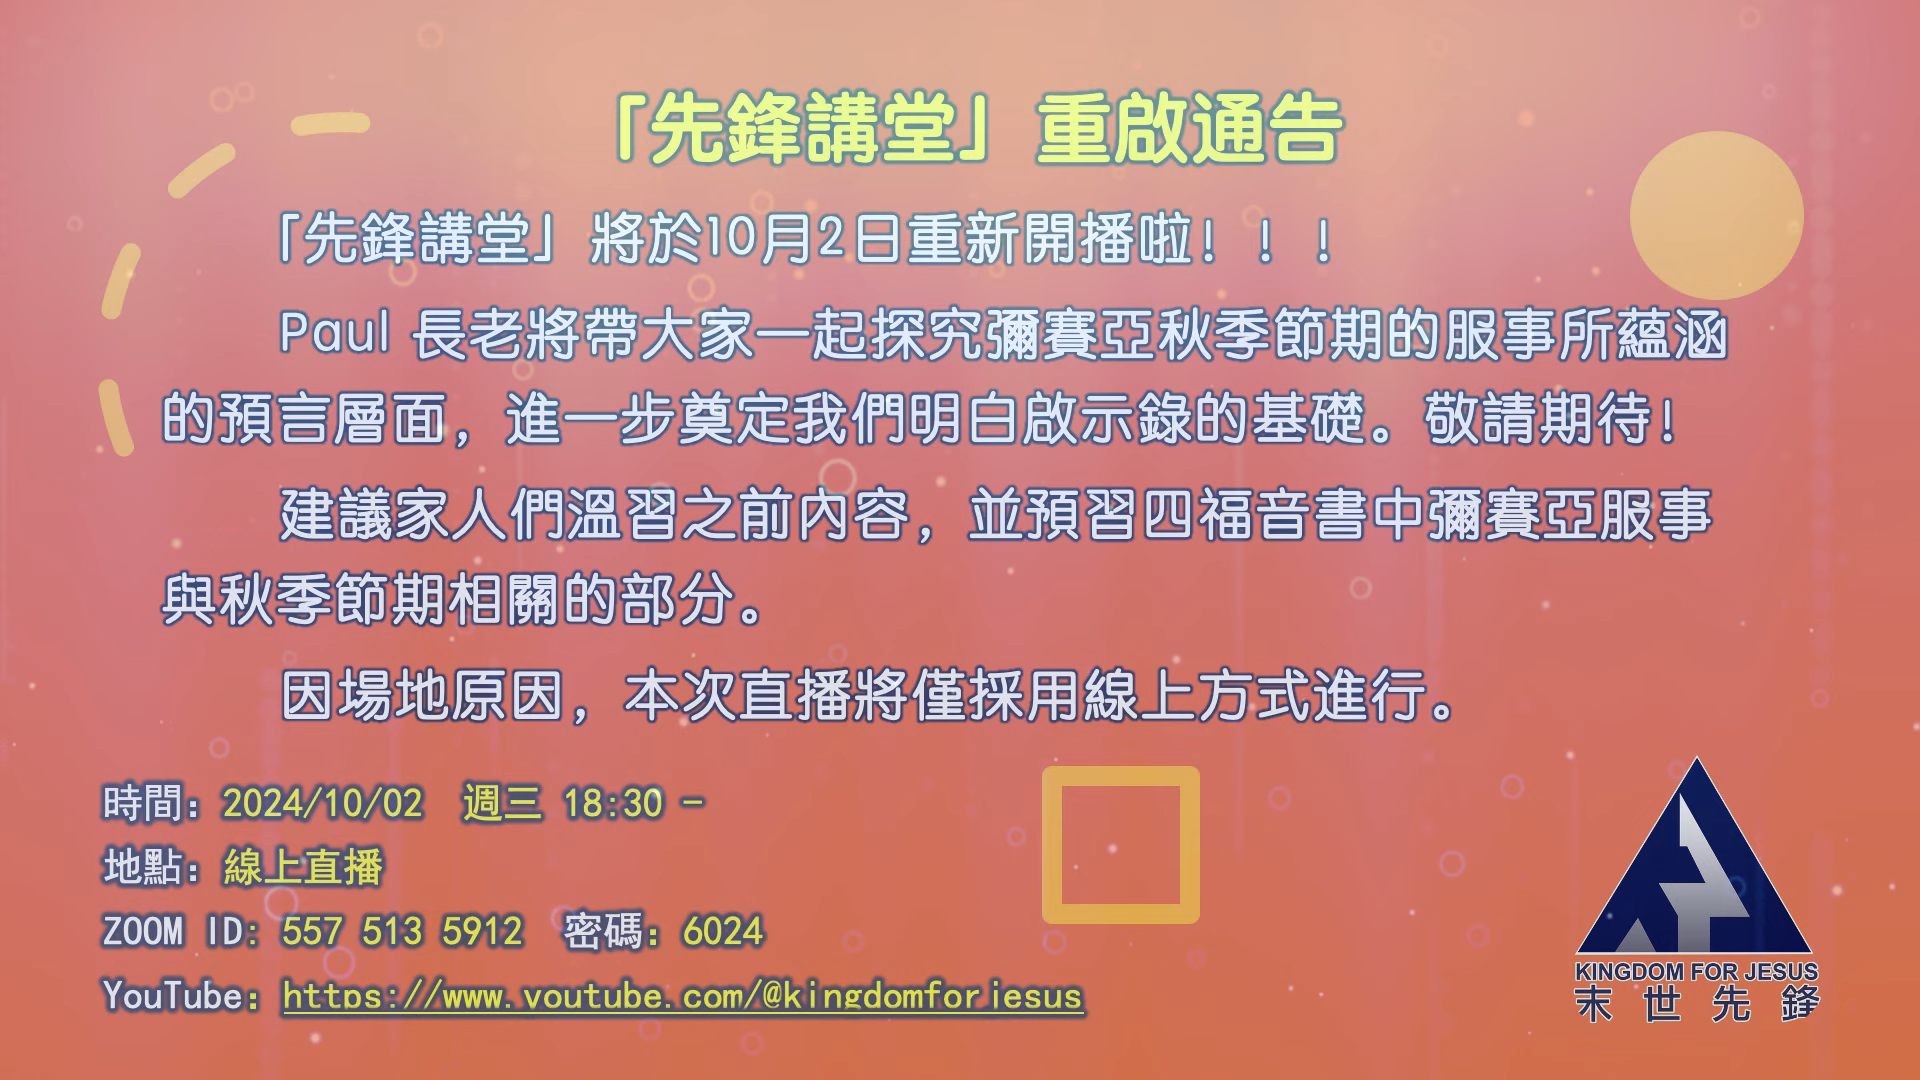 「先鋒講堂」重啟通告
「先鋒講堂」將於10月2日重新開播啦！！！
Paul 長老將帶大家一起探究彌賽亞秋季節期的服事所蘊涵
的預言層面，進一步奠定我們明白啟示錄的基礎。敬請期待！
建議家人們溫習之前內容，並預習四福音書中彌賽亞服事
與秋季節期相關的部分。
因場地原因，本次直播將僅採用線上方式進行。
時間：2024/10/02 週三 18:30 -
地點：線上直播
ZOOM ID: 557 513 5912 密碼：6024
YouTube：https://www.youtube.com/@kingdomforjesus
KINGDOM FOR JESUS
末世先鋒